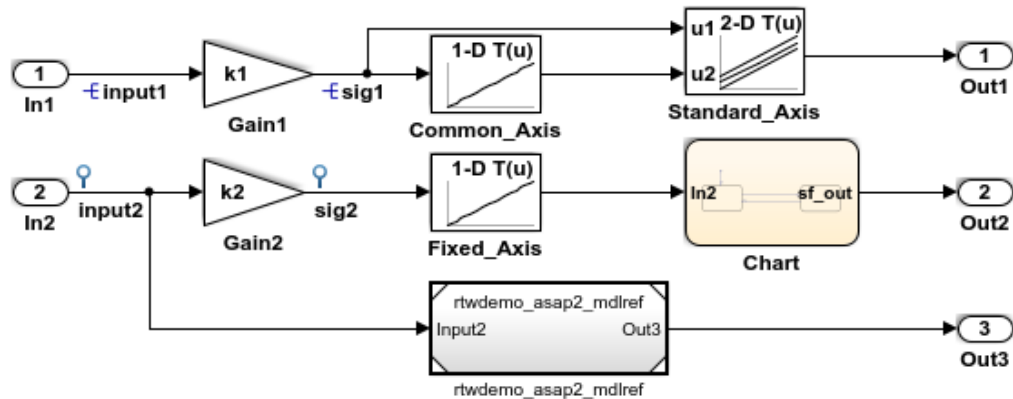 1
In1
input1
k1
Gain1
sig1
1-D T(u)
Common_Axis
u1
u2
2-D T(u)
Standard_Axis
1
Out1
2
In2
input2
k2
Gain2
sig2
1-D T(u)
Fixed_Axis
In2
sf_out
Chart
2
Out2
rtwdemo_asap2_mdlref
Input2
Out3
rtwdemo_asap2_mdlref
3
Out3